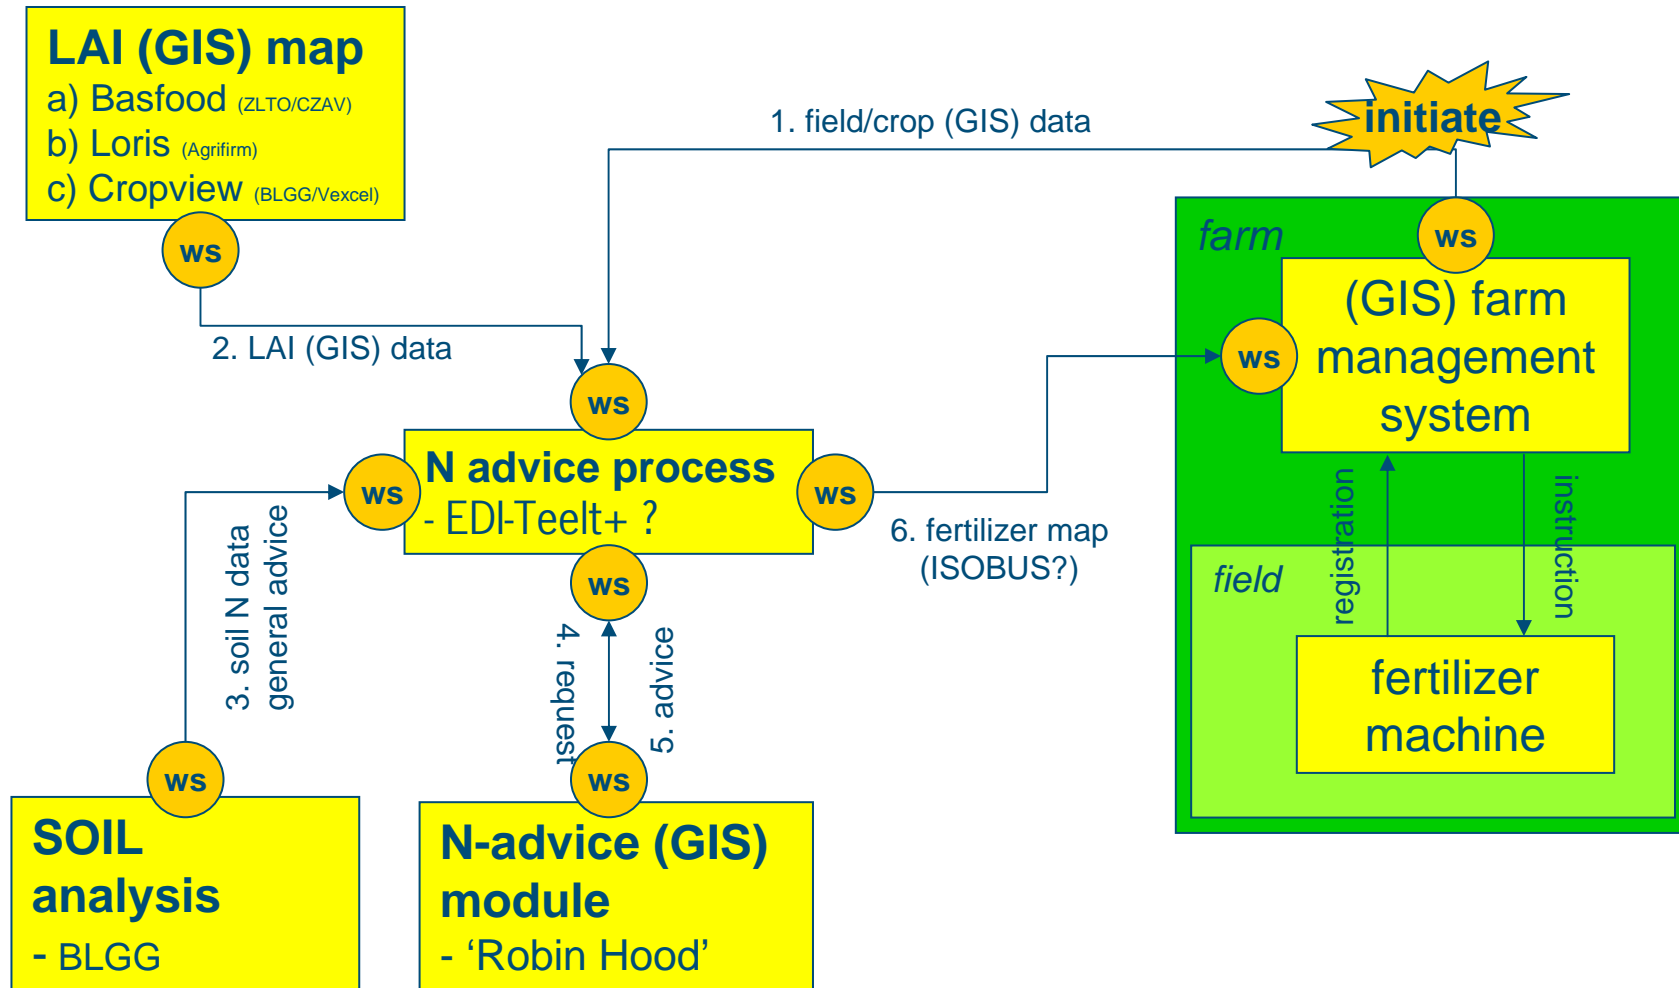 LAI (GIS) map
a) Basfood (ZLTO/CZAV)
b) Loris (Agrifirm)
c) Cropview (BLGG/Vexcel)
ws
1. field/crop (GIS) data
initiate
farm
ws
(GIS) farm
management
system
ws
2. LAI (GIS) data
ws
N advice process
- EDI-Teelt+ ?
ws
ws
ws
6. fertilizer map
(ISOBUS?)
registration
instruction
field
fertilizer
machine
3. soil N data
general advice
4. request
5. advice
ws
SOIL
analysis
- BLGG
ws
N-advice (GIS)
module
- ‘Robin Hood’